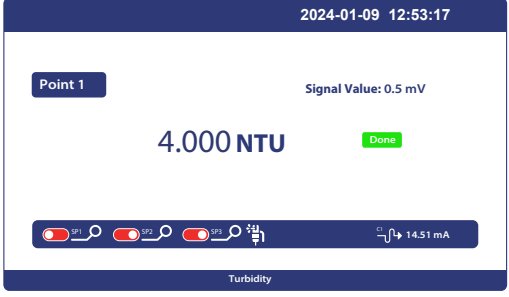 2024-01-09 12:53:17
Point 1
Signal Value: 0.5 mV
4.000 NTU
Done
SP1 SP2 SP3 CI 14.51 mA
Turbidity